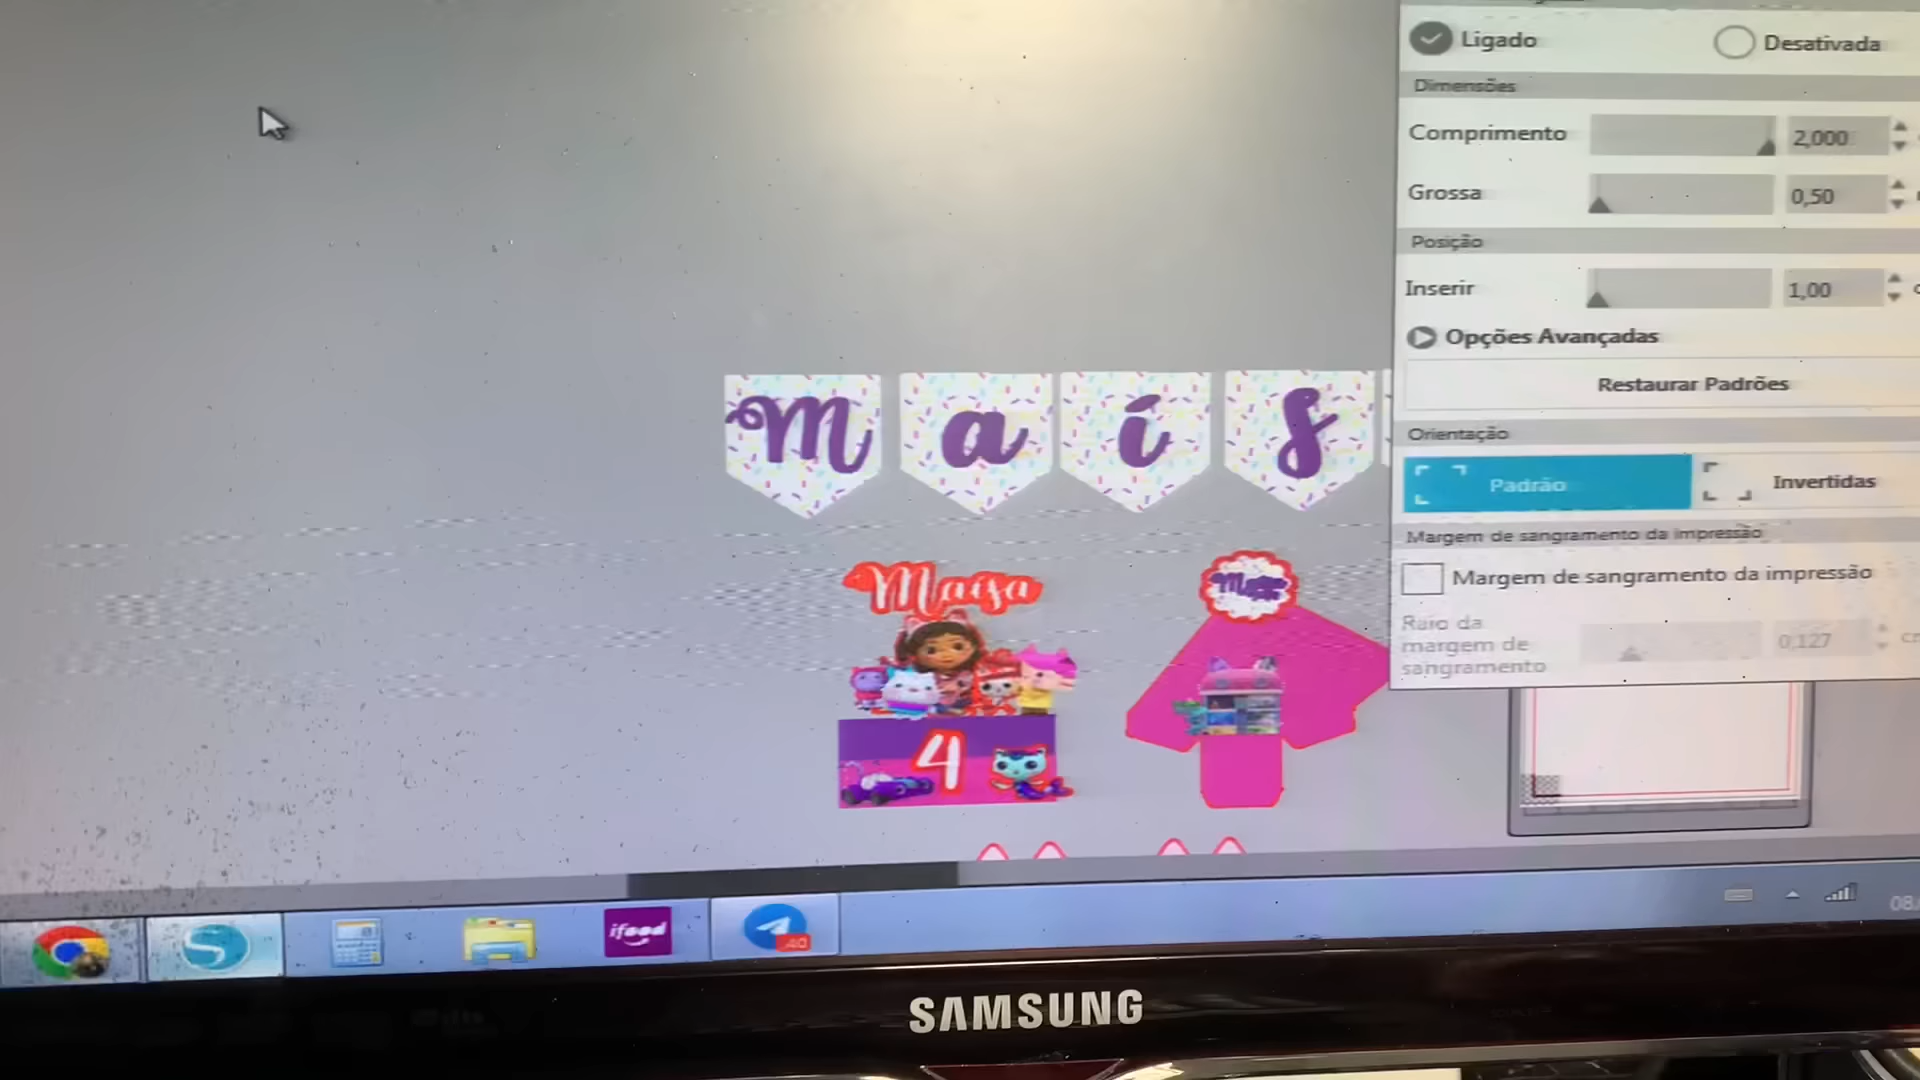 Ligado
Desativada
Dimensões
Comprimento
2,000
Grossa
0,50
Posição
Inserir
1,00
Opções Avançadas
Restaurar Padrões
Orientação
Padrão
Invertidas
Margem de sangramento da impressão
Margem de sangramento da impressão
Raio da
margem de
sangramento
0,127
m a i s
Maisa
4
ifood
40
SAMSUNG